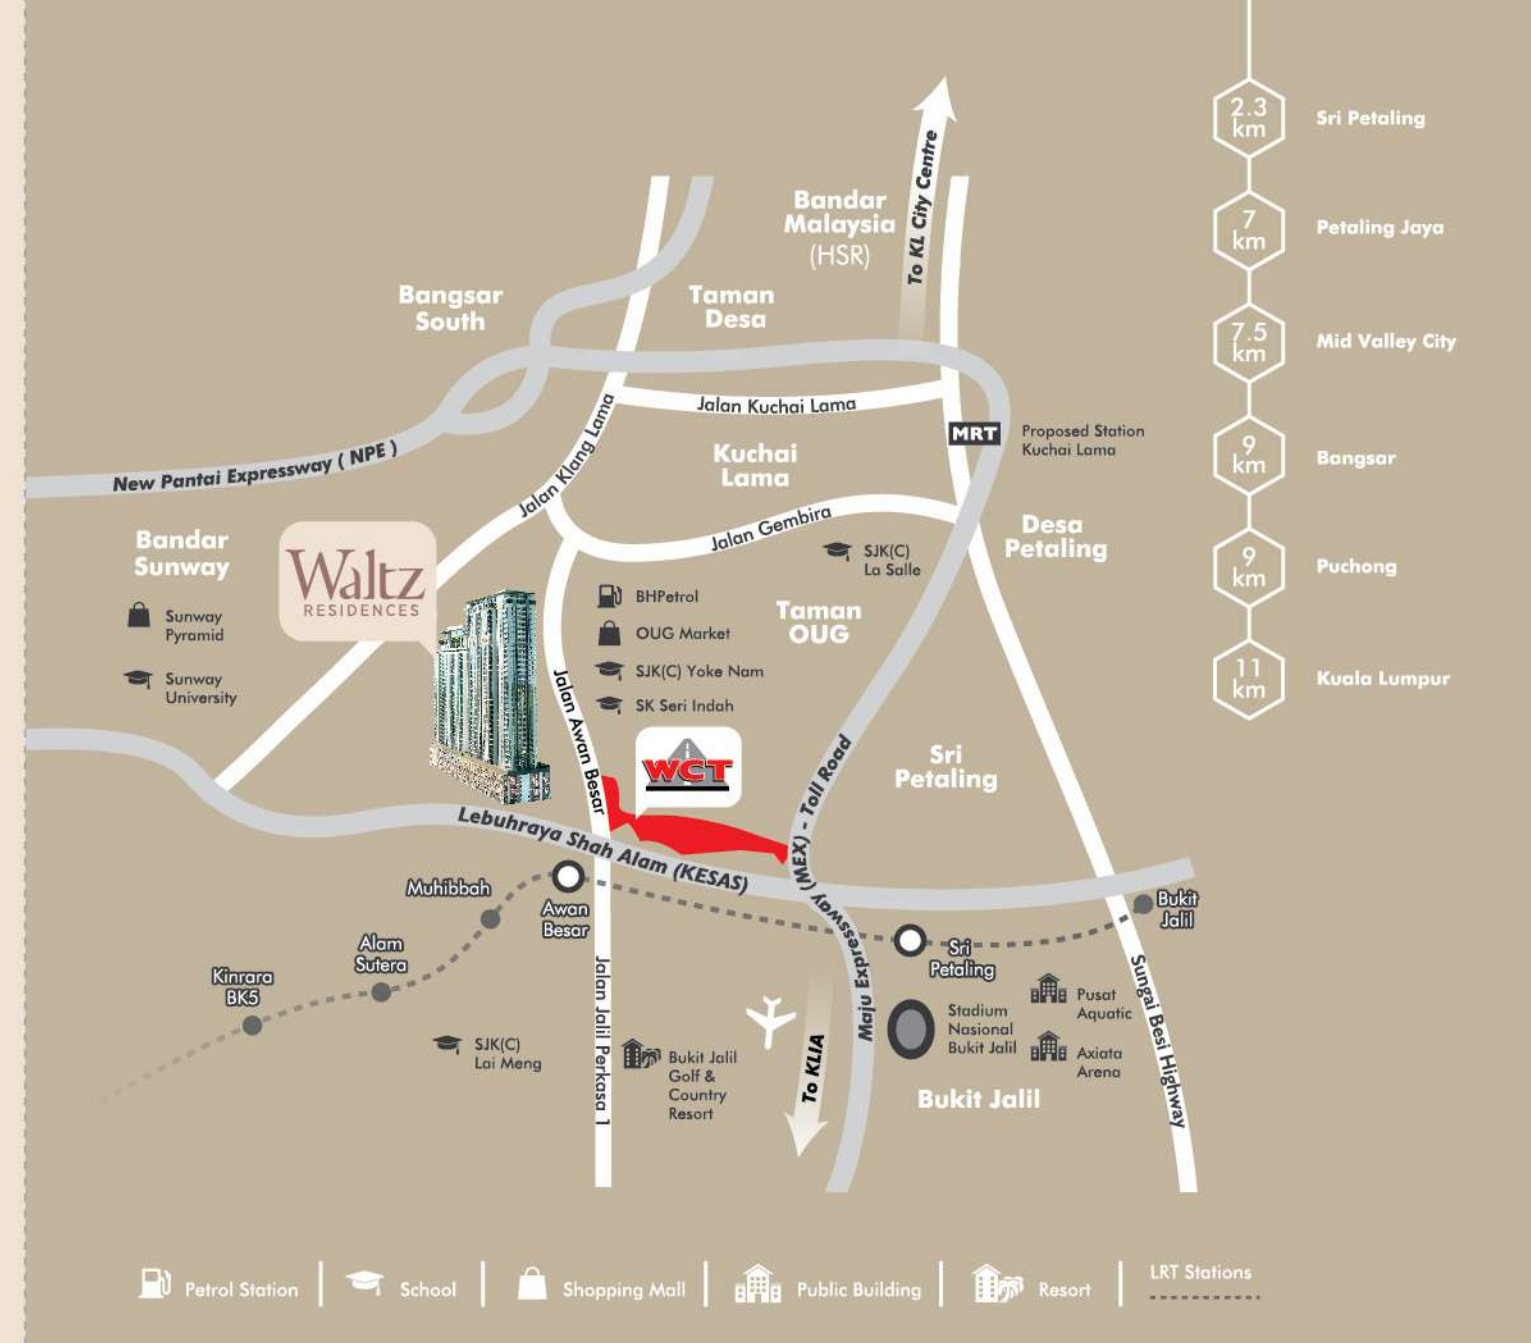 2.3
km
Sri Petaling
7
km
Petaling Jaya
7.5
km
Mid Valley City
9
km
Bangsar
9
km
Puchong
11
km
Kuala Lumpur
To KL City Centre
Bandar
Malaysia
(HSR)
Bangsar
South
Taman
Desa
Jalan Kuchai Lama
MRT
Proposed Station
Kuchai Lama
Kuchai
Lama
New Pantai Expressway ( NPE )
Jalan Klang Lama
Jalan Gembira
Desa
Petaling
Bandar
Sunway
Waltz
RESIDENCES
SJK(C)
La Salle
Sunway
Pyramid
Sunway
University
BHPetrol
OUG Market
SJK(C) Yoke Nam
SK Seri Indah
Taman
OUG
Jalan Awan Besar
WCT
Sri
Petaling
Maju Expressway (MEX) - Toll Road
Lebuhraya Shah Alam (KESAS)
Muhibbah
Awan
Besar
Alam
Sutera
Kinrara
BK5
Sri
Petaling
Bukit
Jalil
Jalan Jalil Perkasa 1
Sungai Besi Highway
SJK(C)
Lai Meng
Bukit Jalil
Golf &
Country
Resort
To KLIA
Stadium
Nasional
Bukit Jalil
Pusat
Aquatic
Axiata
Arena
Bukit Jalil
Petrol Station
School
Shopping Mall
Public Building
Resort
LRT Stations